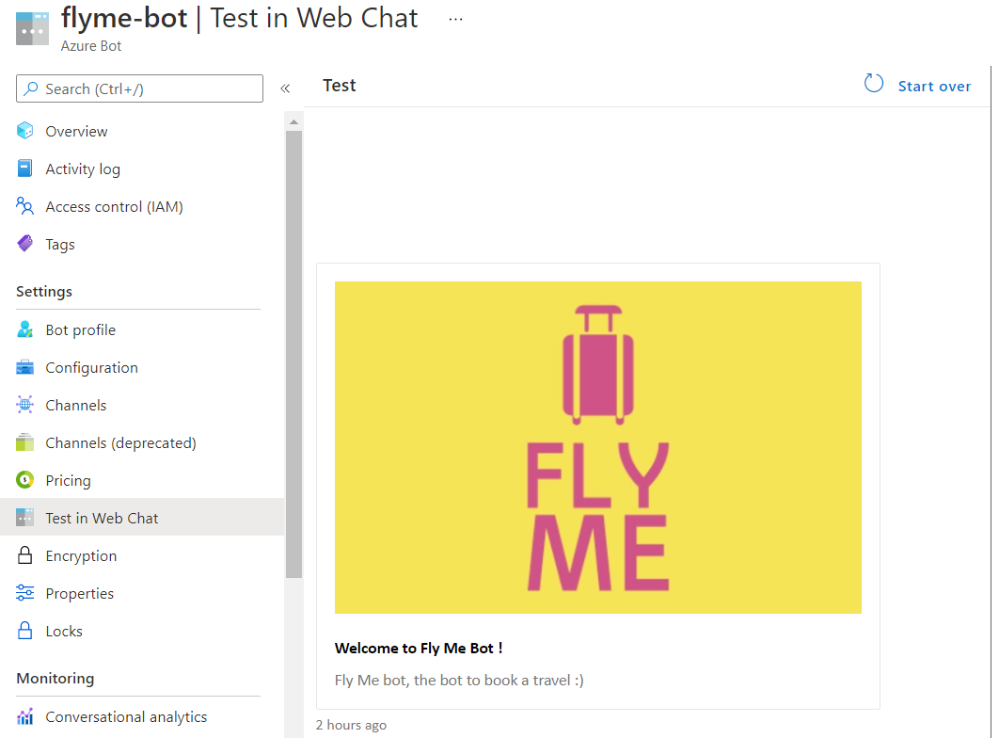 flyme-bot | Test in Web Chat ...
Azure Bot
Search (Ctrl+/)
«
Overview
Activity log
Access control (IAM)
Tags
Settings
Bot profile
Configuration
Channels
Channels (deprecated)
Pricing
Test in Web Chat
Encryption
Properties
Locks
Monitoring
Conversational analytics
Test
Start over
FLY
ME
Welcome to Fly Me Bot !
Fly Me bot, the bot to book a travel :)
2 hours ago